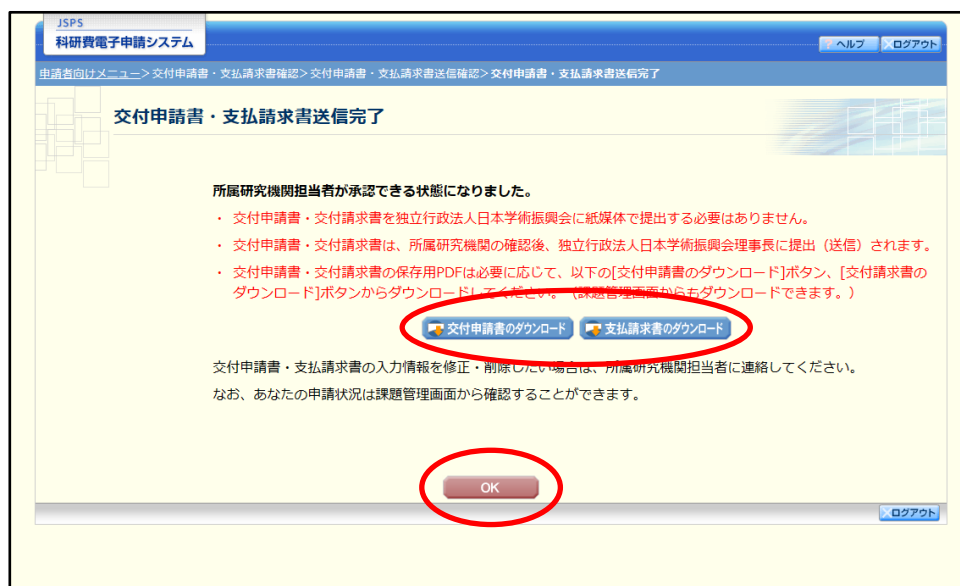 JSPS
科研費電子申請システム
? ヘルプ
ログアウト
申請者向けメニュー>交付申請書・支払請求書確認>交付申請書・支払請求書送信確認>交付申請書・支払請求書送信完了
交付申請書・支払請求書送信完了
所属研究機関担当者が承認できる状態になりました。
・ 交付申請書・交付請求書を独立行政法人日本学術振興会に紙媒体で提出する必要はありません。
・ 交付申請書・交付請求書は、所属研究機関の確認後、独立行政法人日本学術振興会理事長に提出（送信）されます。
・ 交付申請書・交付請求書の保存用PDFは必要に応じて、以下の[交付申請書のダウンロード]ボタン、[交付請求書の
ダウンロード]ボタンからダウンロードしてください。（課題管理画面からもダウンロードできます。）
交付申請書のダウンロード
支払請求書のダウンロード
交付申請書・支払請求書の入力情報を修正・削除したい場合は、所属研究機関担当者に連絡してください。
なお、あなたの申請状況は課題管理画面から確認することができます。
OK
ログアウト